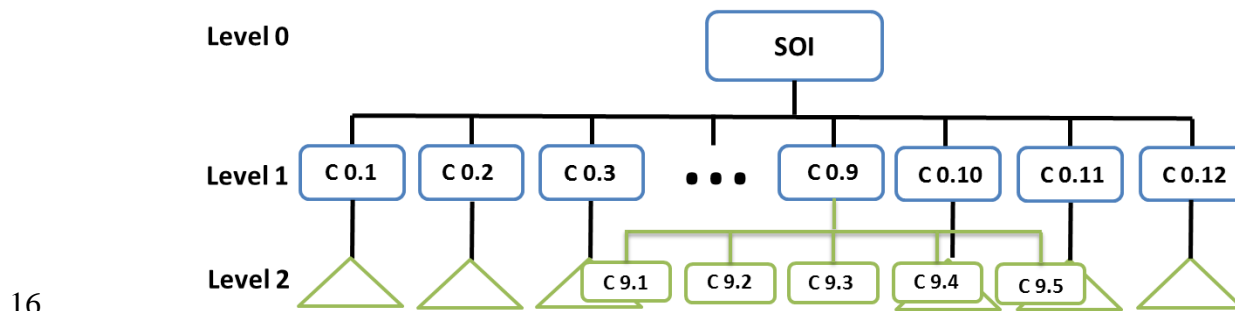 Level 0
SOI
Level 1
C 0.1
C 0.2
C 0.3
...
C 0.9
C 0.10
C 0.11
C 0.12
Level 2
C 9.1
C 9.2
C 9.3
C 9.4
C 9.5
16